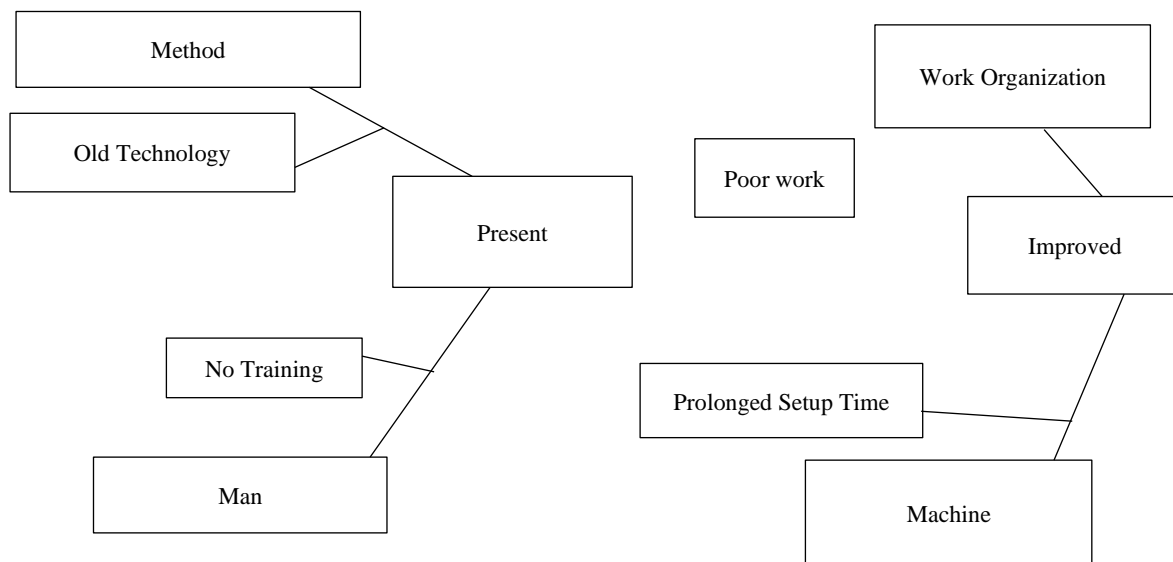 Method
Work Organization
Old Technology
Poor work
Present
Improved
No Training
Prolonged Setup Time
Man
Machine